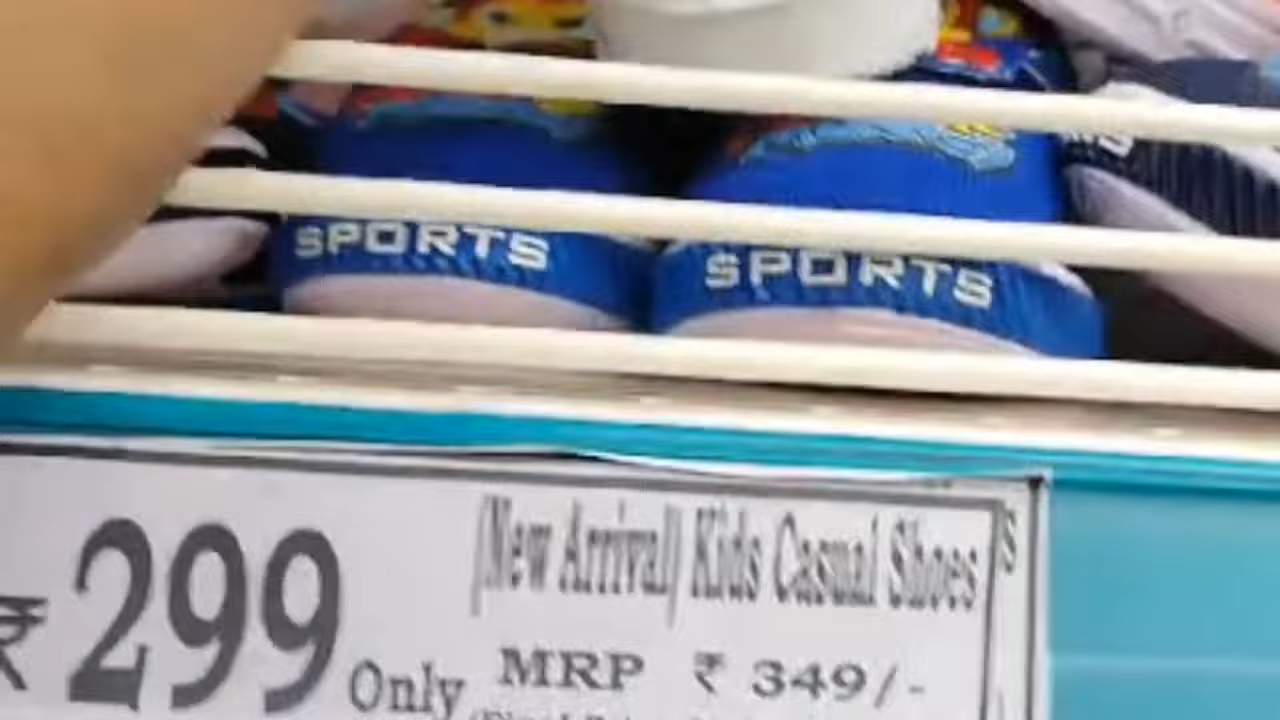 SPORTS SPORTS
[New Arrival] Kids Casual Shoes
₹ 299 Only MRP ₹ 349/-